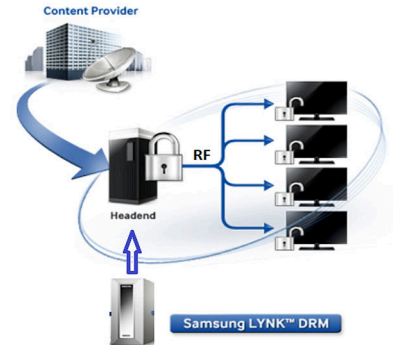 Content Provider
RF
Headend
Samsung LYNK™ DRM